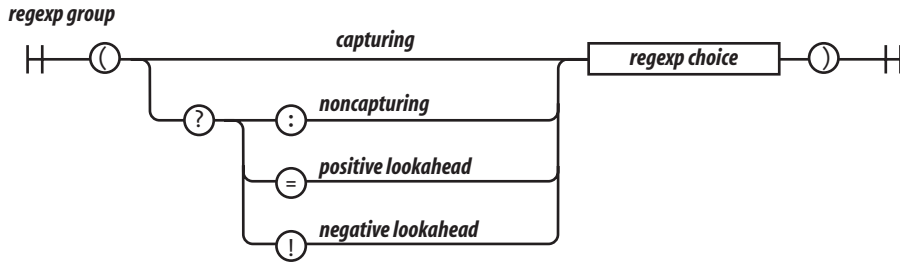 regexp group
capturing
( regexp choice )
noncapturing
? :
positive lookahead
=
negative lookahead
!